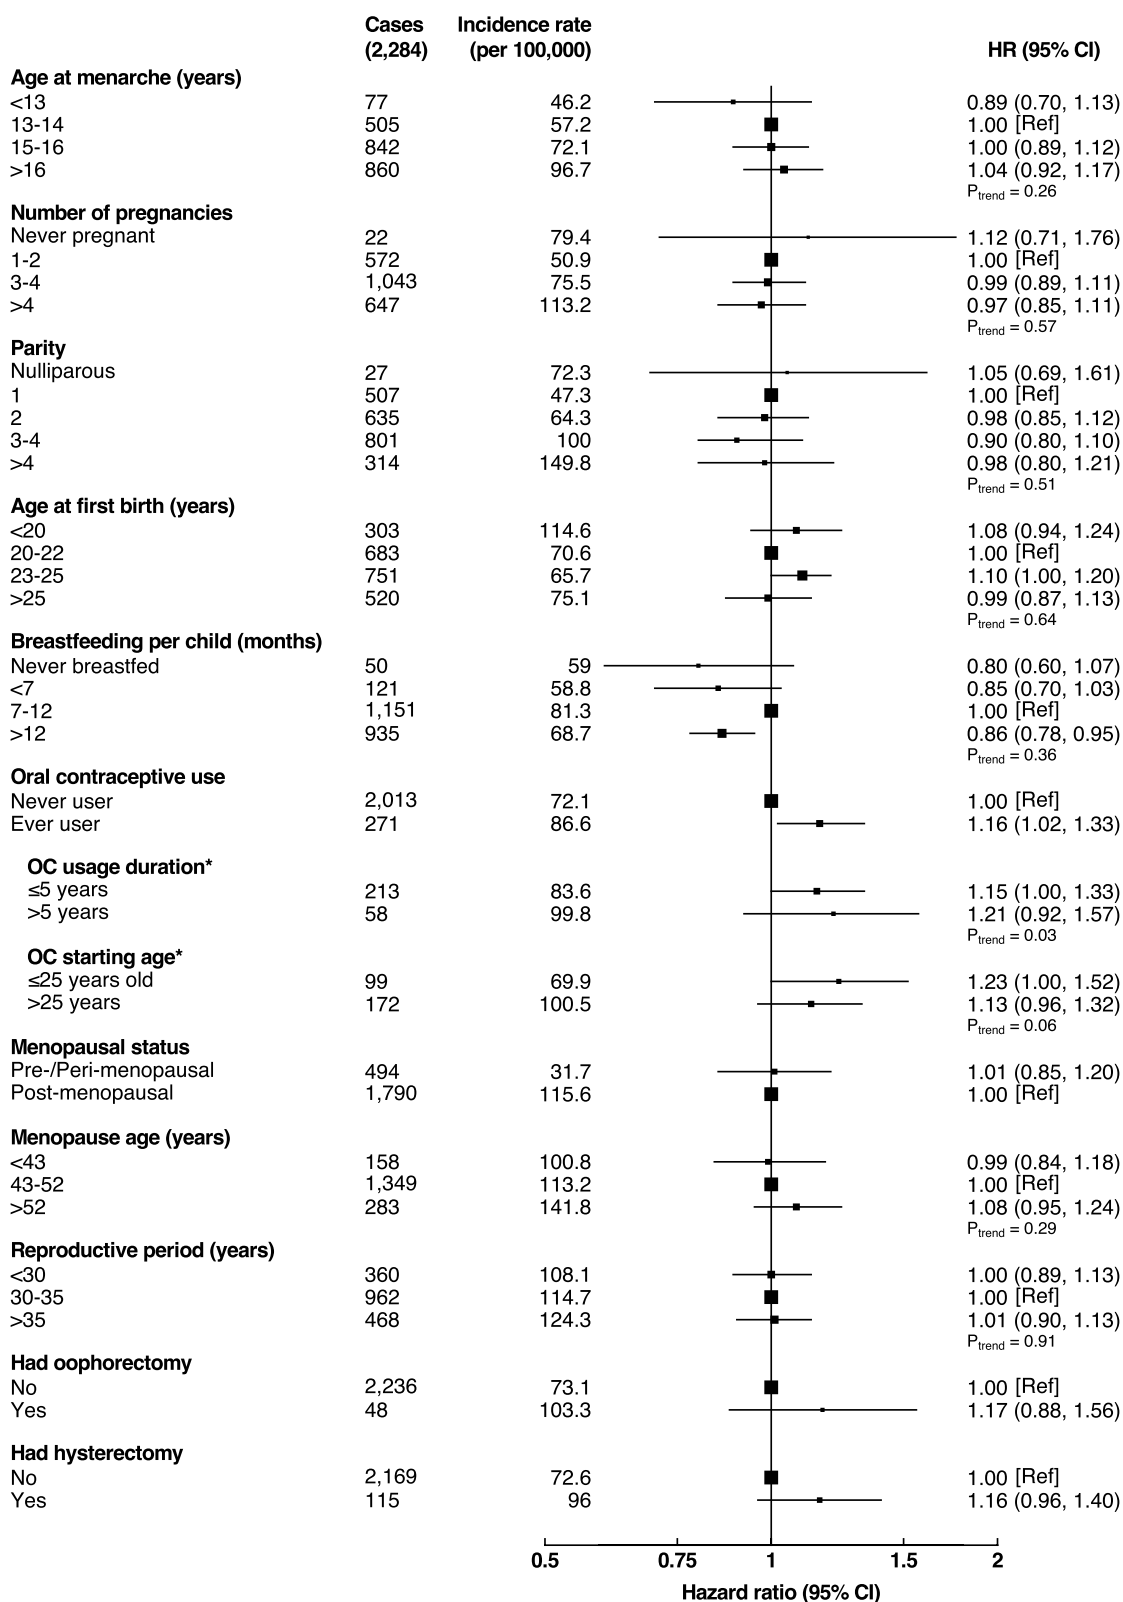 Cases Incidence rate
(2,284) (per 100,000) HR (95% CI)
Age at menarche (years)
<13 77 46.2 0.89 (0.70, 1.13)
13-14 505 57.2 1.00 [Ref]
15-16 842 72.1 1.00 (0.89, 1.12)
>16 860 96.7 1.04 (0.92, 1.17)
Ptrend = 0.26
Number of pregnancies
Never pregnant 22 79.4 1.12 (0.71, 1.76)
1-2 572 50.9 1.00 [Ref]
3-4 1,043 75.5 0.99 (0.89, 1.11)
>4 647 113.2 0.97 (0.85, 1.11)
Ptrend = 0.57
Parity
Nulliparous 27 72.3 1.05 (0.69, 1.61)
1 507 47.3 1.00 [Ref]
2 635 64.3 0.98 (0.85, 1.12)
3-4 801 100 0.90 (0.80, 1.10)
>4 314 149.8 0.98 (0.80, 1.21)
Ptrend = 0.51
Age at first birth (years)
<20 303 114.6 1.08 (0.94, 1.24)
20-22 683 70.6 1.00 [Ref]
23-25 751 65.7 1.10 (1.00, 1.20)
>25 520 75.1 0.99 (0.87, 1.13)
Ptrend = 0.64
Breastfeeding per child (months)
Never breastfed 50 59 0.80 (0.60, 1.07)
<7 121 58.8 0.85 (0.70, 1.03)
7-12 1,151 81.3 1.00 [Ref]
>12 935 68.7 0.86 (0.78, 0.95)
Ptrend = 0.36
Oral contraceptive use
Never user 2,013 72.1 1.00 [Ref]
Ever user 271 86.6 1.16 (1.02, 1.33)
OC usage duration*
≤5 years 213 83.6 1.15 (1.00, 1.33)
>5 years 58 99.8 1.21 (0.92, 1.57)
Ptrend = 0.03
OC starting age*
≤25 years old 99 69.9 1.23 (1.00, 1.52)
>25 years 172 100.5 1.13 (0.96, 1.32)
Ptrend = 0.06
Menopausal status
Pre-/Peri-menopausal 494 31.7 1.01 (0.85, 1.20)
Post-menopausal 1,790 115.6 1.00 [Ref]
Menopause age (years)
<43 158 100.8 0.99 (0.84, 1.18)
43-52 1,349 113.2 1.00 [Ref]
>52 283 141.8 1.08 (0.95, 1.24)
Ptrend = 0.29
Reproductive period (years)
<30 360 108.1 1.00 (0.89, 1.13)
30-35 962 114.7 1.00 [Ref]
>35 468 124.3 1.01 (0.90, 1.13)
Ptrend = 0.91
Had oophorectomy
No 2,236 73.1 1.00 [Ref]
Yes 48 103.3 1.17 (0.88, 1.56)
Had hysterectomy
No 2,169 72.6 1.00 [Ref]
Yes 115 96 1.16 (0.96, 1.40)
0.5 0.75 1 1.5 2
Hazard ratio (95% CI)